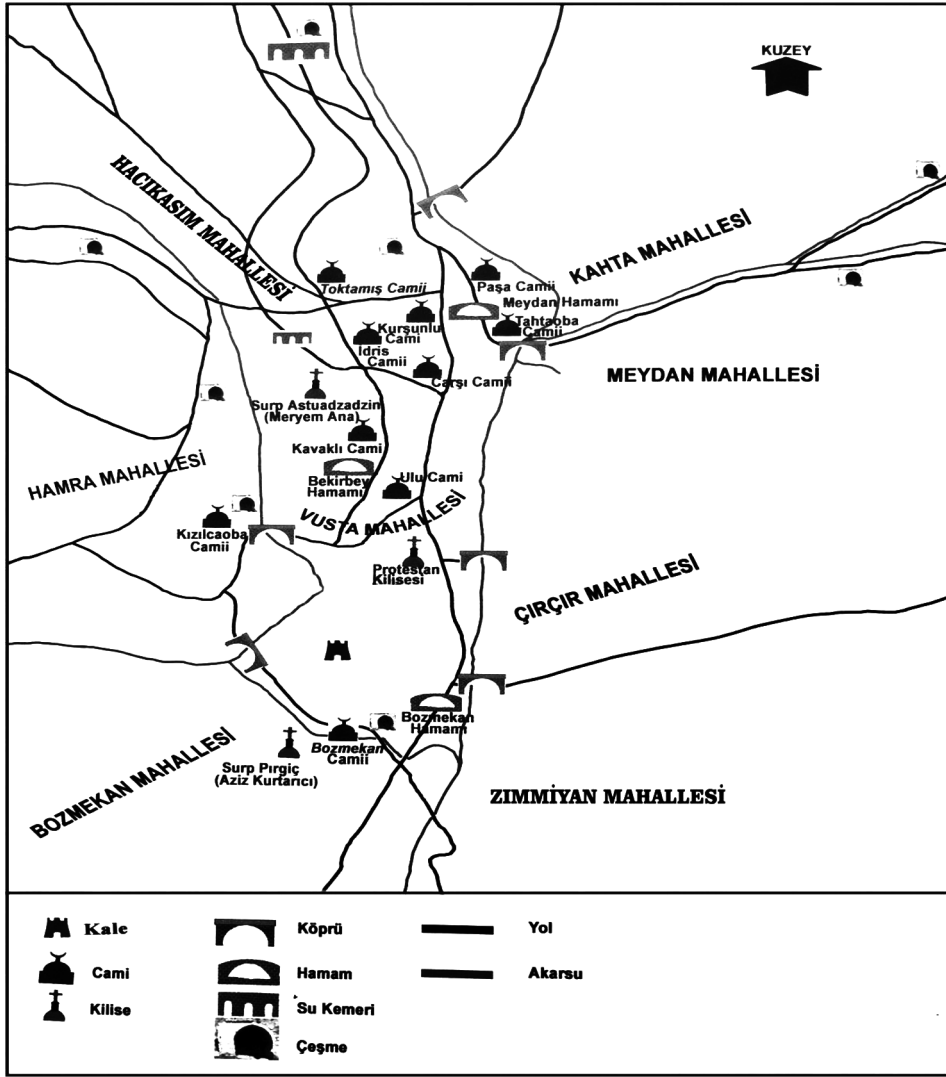 KUZEY
HACIKASIM MAHALLESİ
KAHTA MAHALLESİ
Toktamış Camii
Paşa Camii
Meydan Hamamı
Kurşunlu
Cami
Tahtaoba
Camii
İdris
Camii
Çarşı Camii
MEYDAN MAHALLESİ
Surp Astuadzadzin
(Meryem Ana)
Kavaklı Cami
HAMRA MAHALLESİ
Bekirbey
Hamamı
Ulu Cami
VUSTA MAHALLESİ
Kızılcaoba
Camii
Protestan
Kilisesi
ÇIRÇIR MAHALLESİ
Bozmekan
Hamamı
Bozmekan
Camii
BOZMEKAN MAHALLESİ
Surp Pırgiç
(Aziz Kurtarıcı)
ZIMMİYAN MAHALLESİ
Kale
Köprü
Yol
Cami
Hamam
Akarsu
Kilise
Su Kemeri
Çeşme